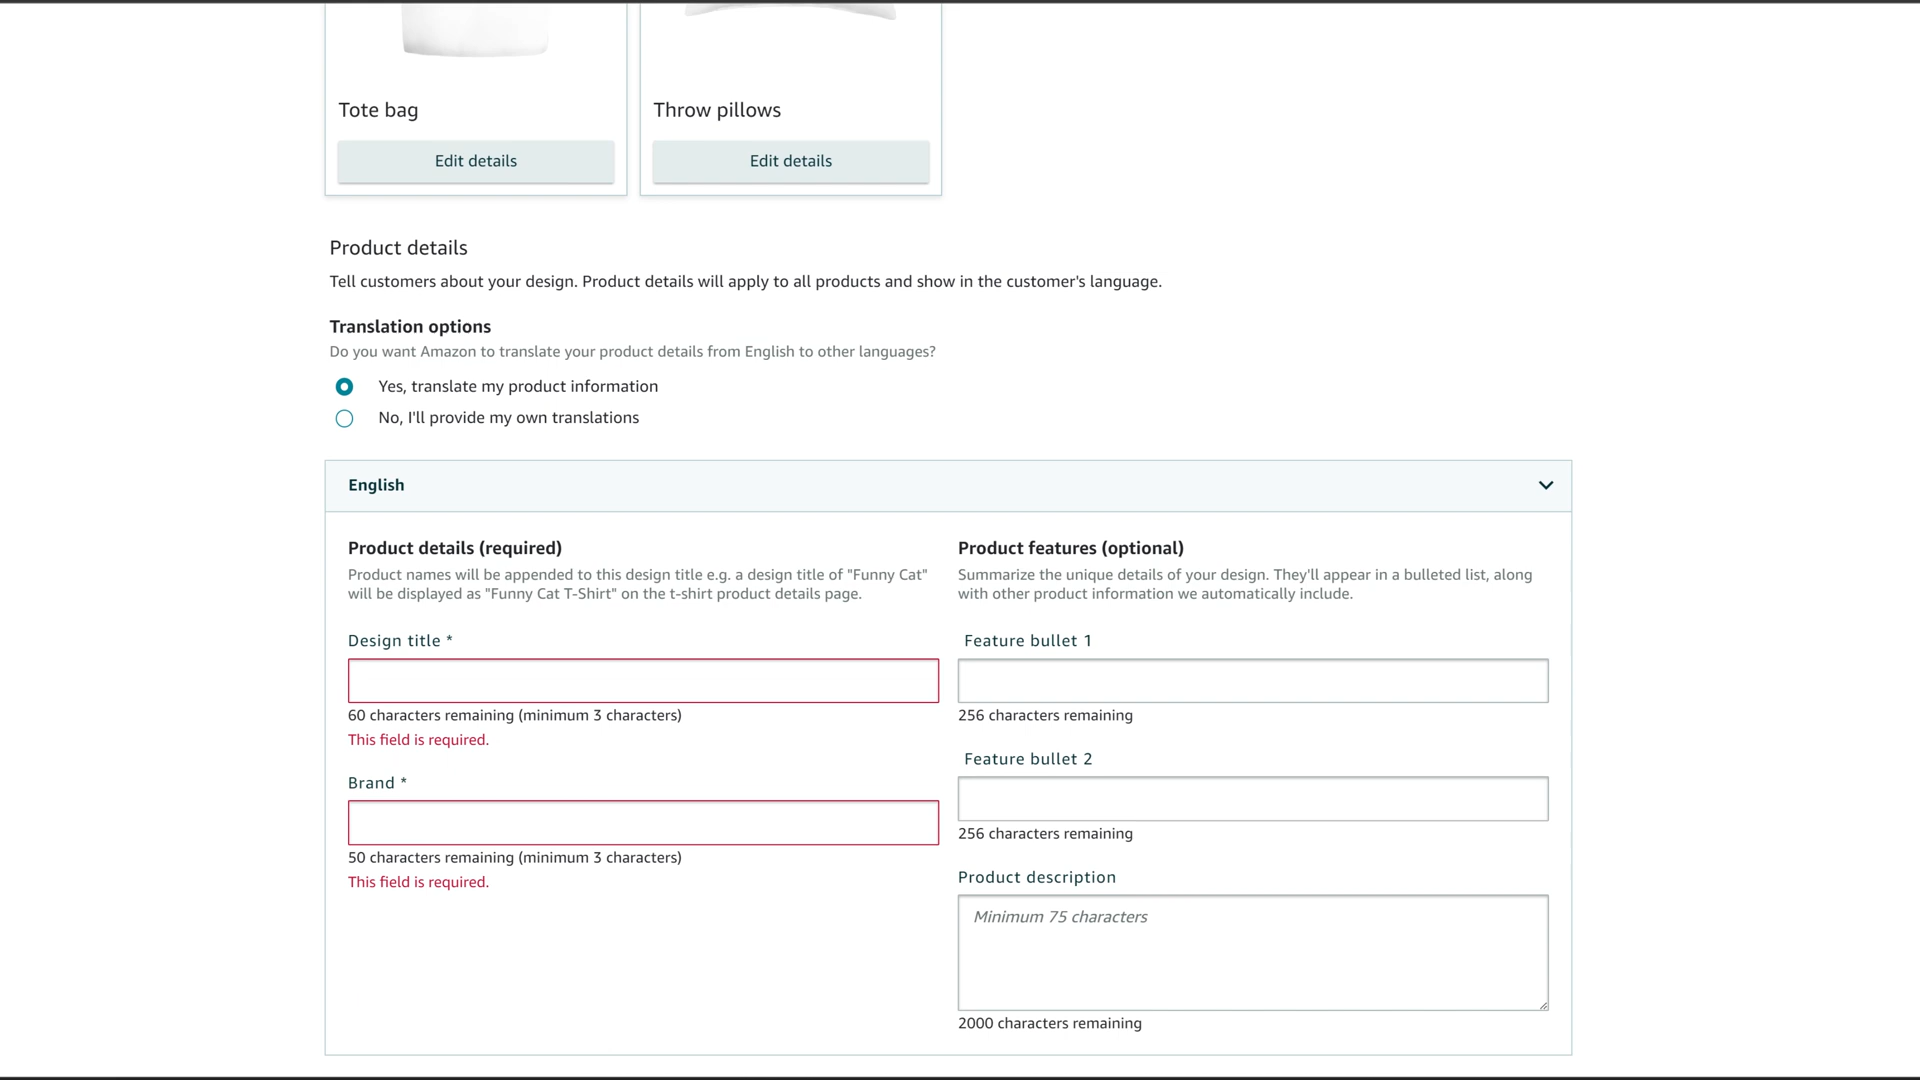 Tote bag
Throw pillows
Edit details
Edit details
Product details
Tell customers about your design. Product details will apply to all products and show in the customer's language.
Translation options
Do you want Amazon to translate your product details from English to other languages?
Yes, translate my product information
No, I'll provide my own translations
English
Product details (required)
Product names will be appended to this design title e.g. a design title of "Funny Cat"
will be displayed as "Funny Cat T-Shirt" on the t-shirt product details page.
Design title *
60 characters remaining (minimum 3 characters)
This field is required.
Brand *
50 characters remaining (minimum 3 characters)
This field is required.
Product features (optional)
Summarize the unique details of your design. They'll appear in a bulleted list, along
with other product information we automatically include.
Feature bullet 1
256 characters remaining
Feature bullet 2
256 characters remaining
Product description
Minimum 75 characters
2000 characters remaining